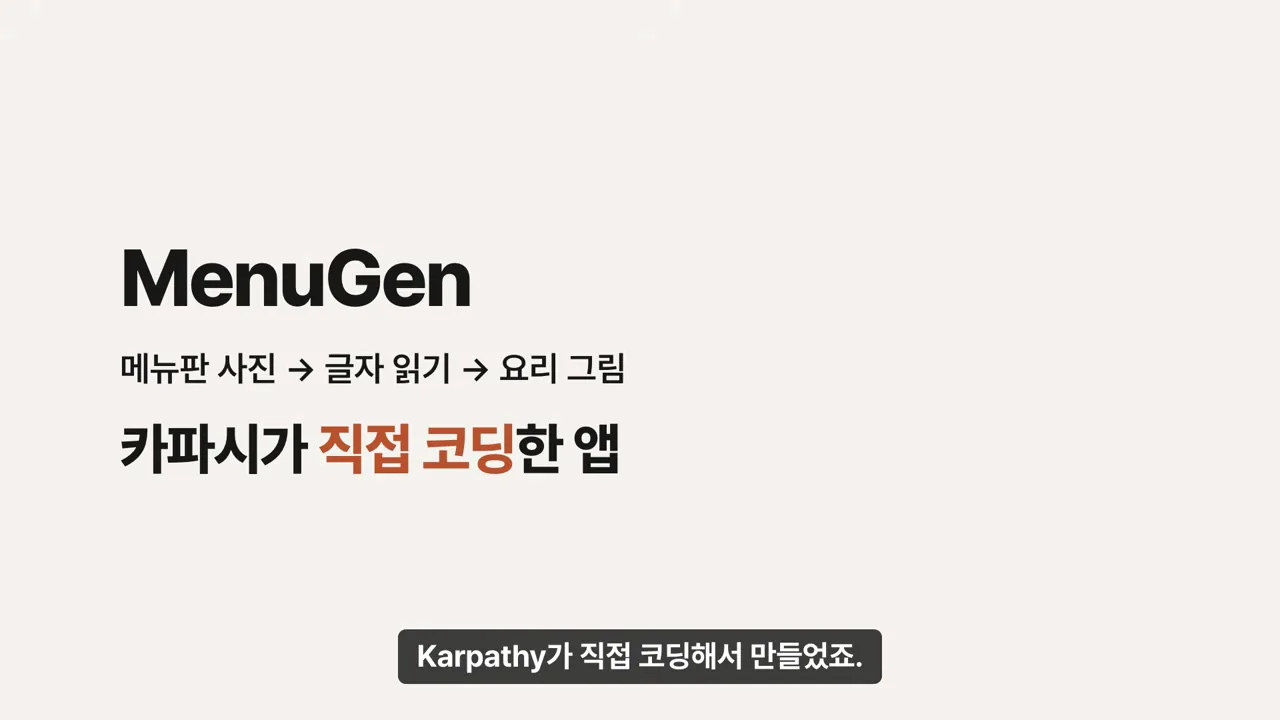 MenuGen
메뉴판 사진 → 글자 읽기 → 요리 그림
카파시가 직접 코딩한 앱
Karpathy가 직접 코딩해서 만들었죠.